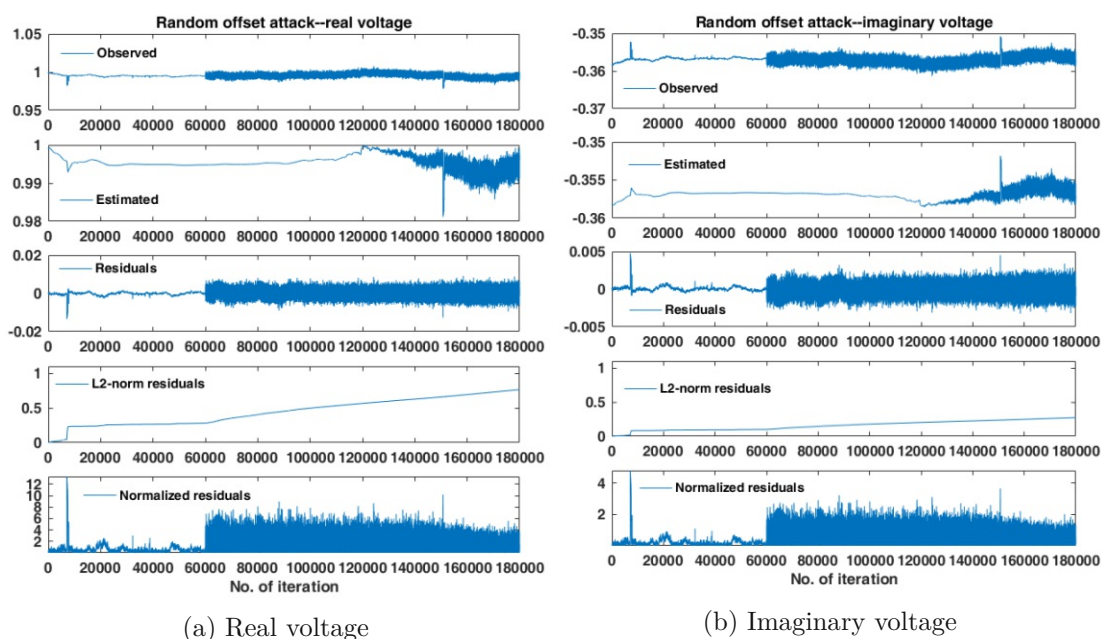 Random offset attack--real voltage
1.05
1
0.95
Observed
0 20000 40000 60000 80000 100000 120000 140000 160000 180000
1
0.99
0.98
Estimated
0 20000 40000 60000 80000 100000 120000 140000 160000 180000
0.02
0
-0.02
Residuals
0 20000 40000 60000 80000 100000 120000 140000 160000 180000
1
0.5
0
L2-norm residuals
0 20000 40000 60000 80000 100000 120000 140000 160000 180000
12
10
8
6
4
2
Normalized residuals
0 20000 40000 60000 80000 100000 120000 140000 160000 180000
No. of iteration
(a) Real voltage
Random offset attack--imaginary voltage
-0.35
-0.36
-0.37
Observed
0 20000 40000 60000 80000 100000 120000 140000 160000 180000
-0.35
-0.355
-0.36
Estimated
0 20000 40000 60000 80000 100000 120000 140000 160000 180000
0.005
0
-0.005
Residuals
0 20000 40000 60000 80000 100000 120000 140000 160000 180000
1
0.5
0
L2-norm residuals
0 20000 40000 60000 80000 100000 120000 140000 160000 180000
4
2
Normalized residuals
0 20000 40000 60000 80000 100000 120000 140000 160000 180000
No. of iteration
(b) Imaginary voltage